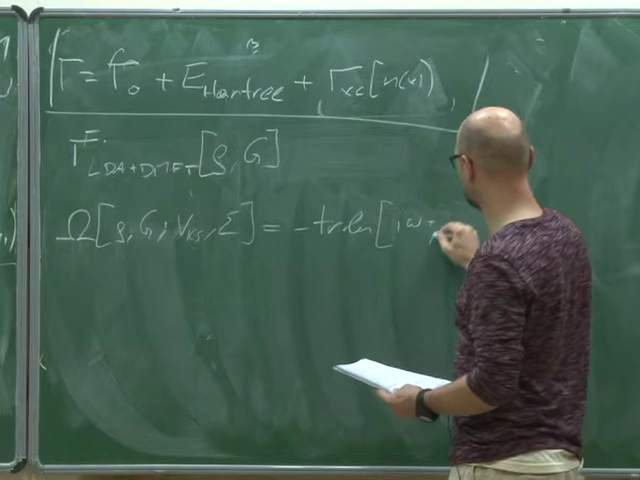 Γ = Γ₀ + E_Hartree + Γ_xc[n(x)]
Γ_LDA+DMFT[ρ, G]
Ω[ρ, G; V_KS, Σ] = - tr ln [iω +